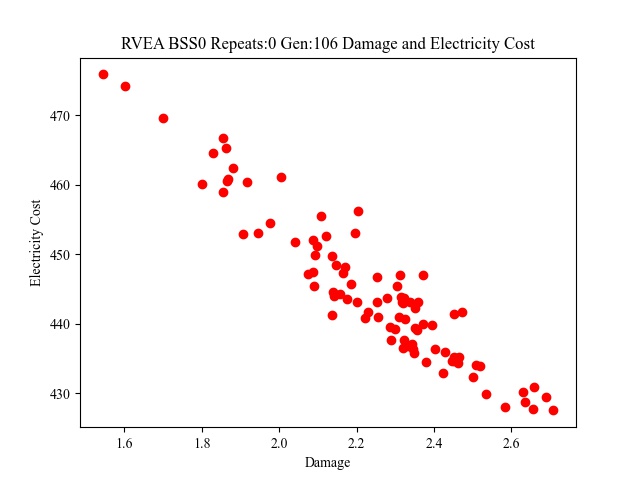 RVEA BSS0 Repeats:0 Gen:106 Damage and Electricity Cost
470
460
450
440
430
Electricity Cost
1.6 1.8 2.0 2.2 2.4 2.6
Damage